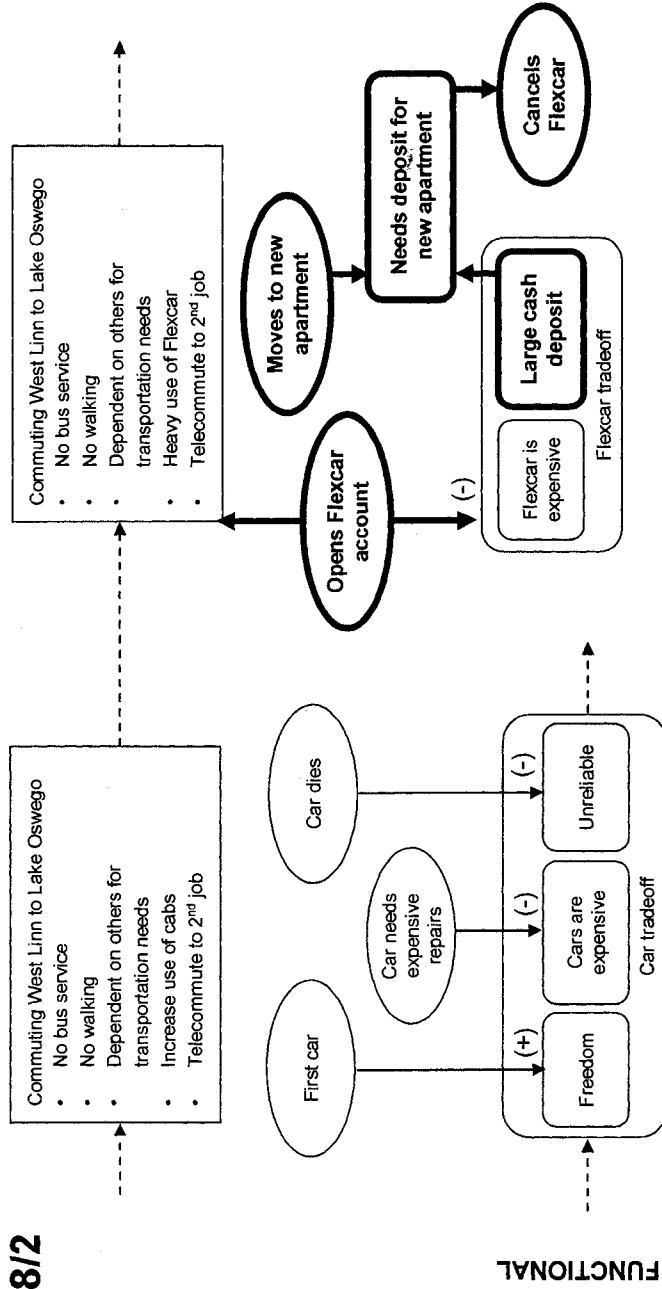 8/2
Commuting West Linn to Lake Oswego
• No bus service
• No walking
• Dependent on others for
transportation needs
• Increase use of cabs
• Telecommute to 2nd job
Commuting West Linn to Lake Oswego
• No bus service
• No walking
• Dependent on others for
transportation needs
• Heavy use of Flexcar
• Telecommute to 2nd job
First car
Car needs
expensive
repairs
Car dies
Opens Flexcar
account
Moves to new
apartment
Needs deposit for
new apartment
Cancels
Flexcar
(+)
(-)
(-)
(-)
Freedom
Cars are
expensive
Unreliable
Car tradeoff
Flexcar is
expensive
Large cash
deposit
Flexcar tradeoff
FUNCTIONAL